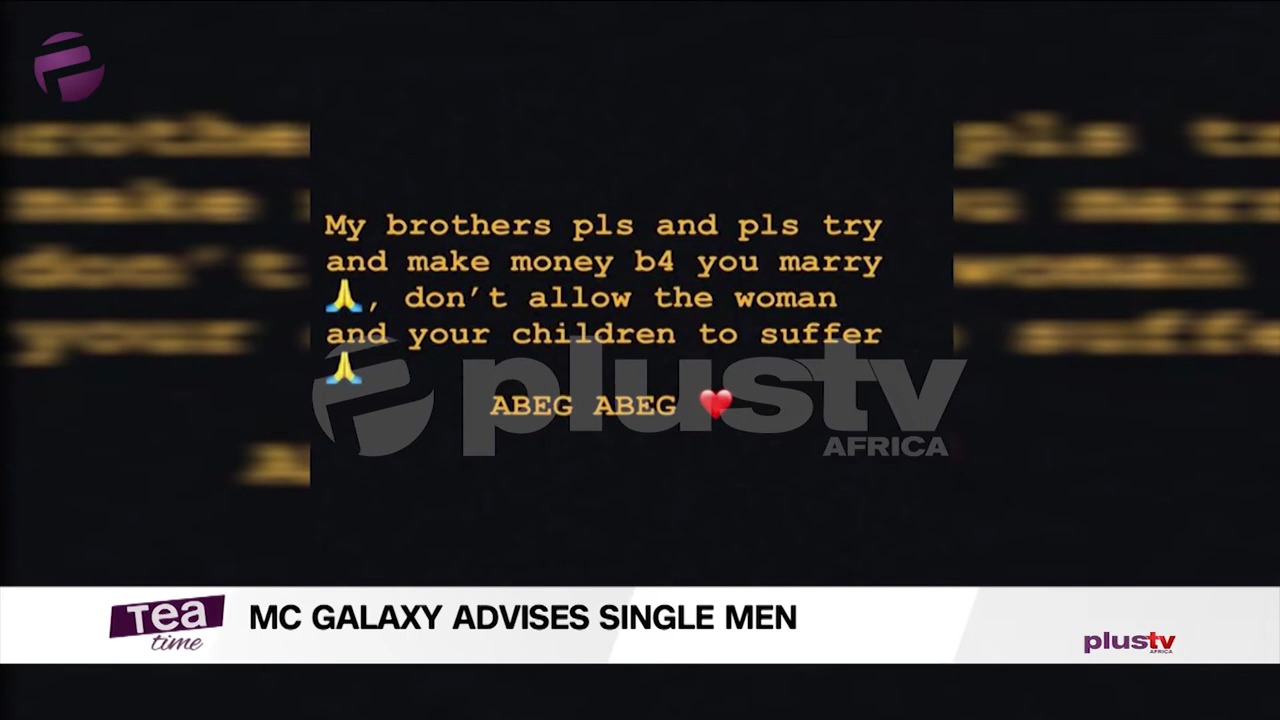 My brothers pls and pls try
and make money b4 you marry
🙏, don't allow the woman
and your children to suffer
🙏
ABEG ABEG ❤️
plustv
AFRICA
Tea
time
MC GALAXY ADVISES SINGLE MEN
plustv
AFRICA